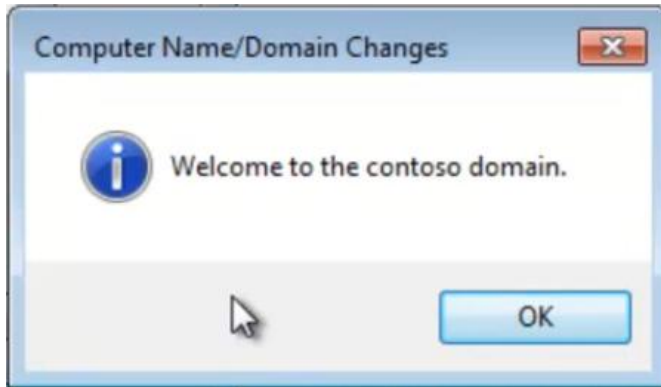 Computer Name/Domain Changes
Welcome to the contoso domain.
OK